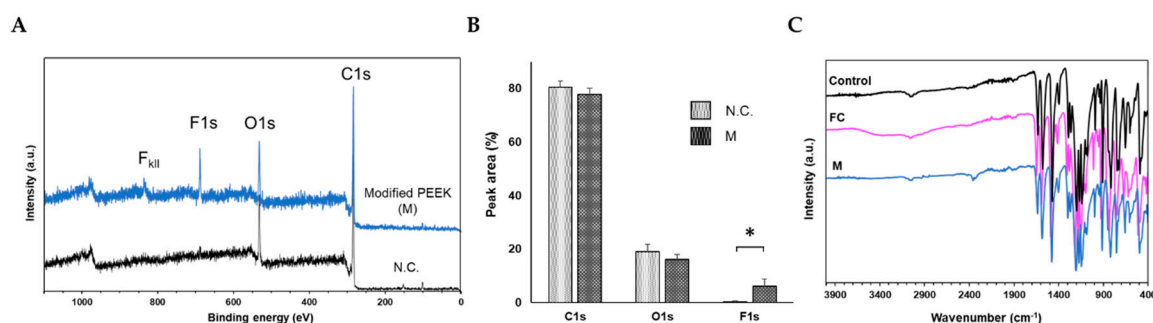 A
Intensity (a.u.)
C1s
F1s
O1s
Fkll
Modified PEEK
(M)
N.C.
1000
800
600
400
200
0
Binding energy (eV)
B
Peak area (%)
80
60
40
20
0
N.C.
M
*
C1s
O1s
F1s
C
Intensity (a.u.)
Control
FC
M
3900
3400
2900
2400
1900
1400
900
400
Wavenumber (cm-1)